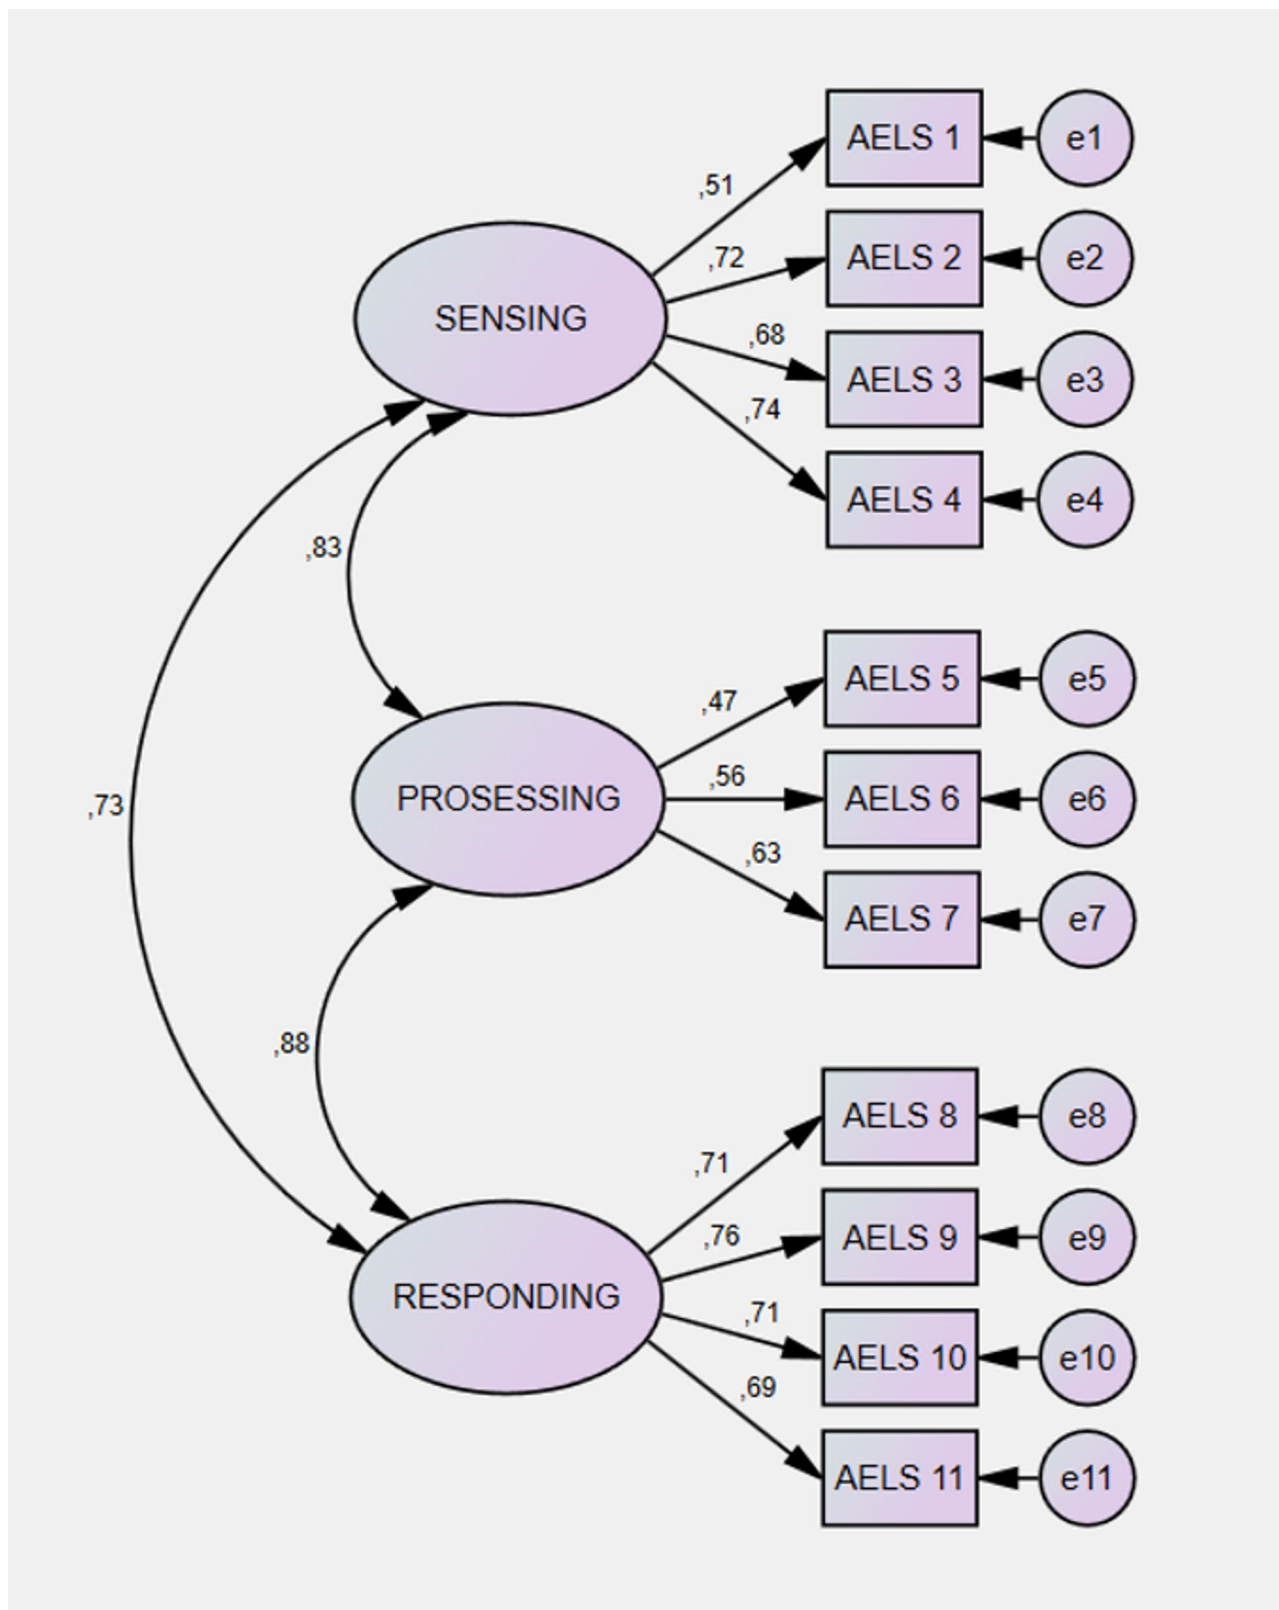 AELS 1
e1
,51
AELS 2
e2
,72
SENSING
,68
AELS 3
e3
,74
AELS 4
e4
,83
AELS 5
e5
,47
,56
PROSESSING
AELS 6
e6
,73
,63
AELS 7
e7
,88
AELS 8
e8
,71
,76
AELS 9
e9
RESPONDING
,71
AELS 10
e10
,69
AELS 11
e11